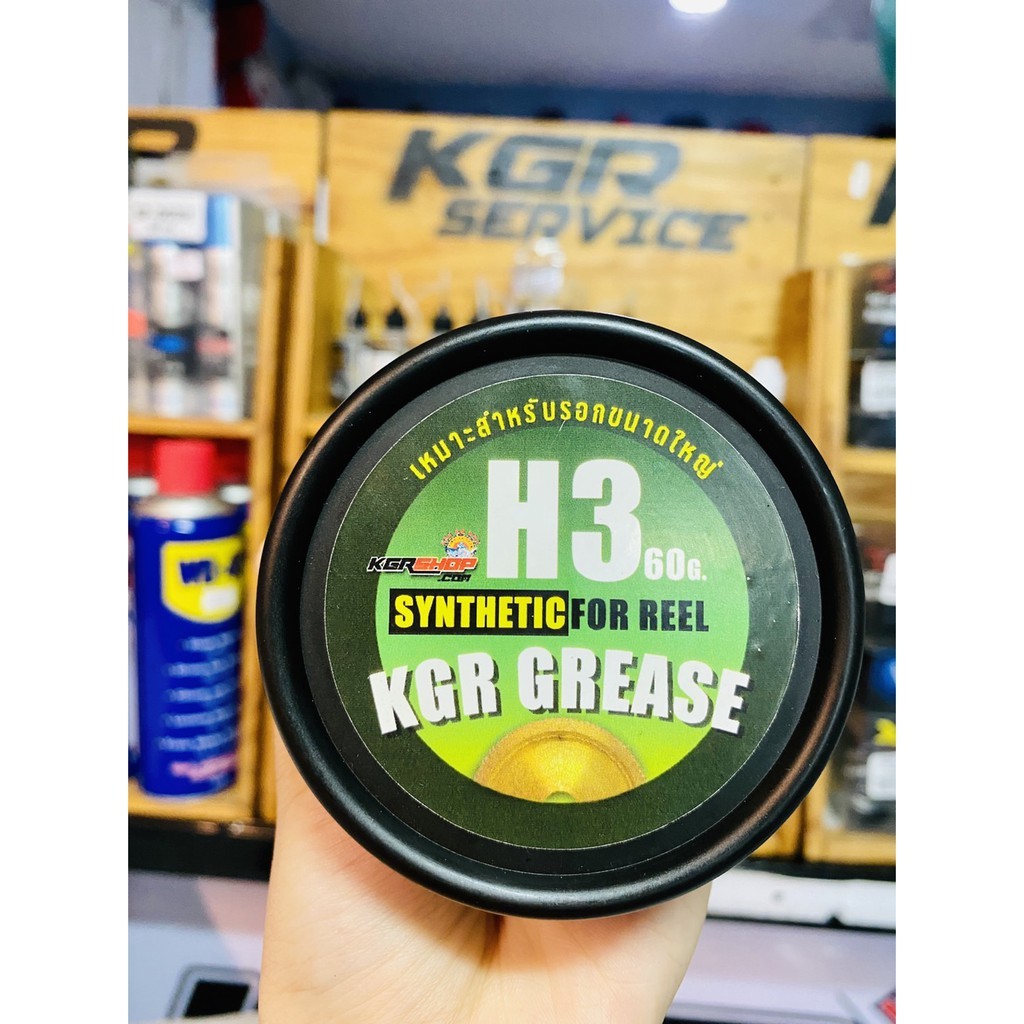 KGR
SERVICE
เหมาะสำหรับรอกขนาดใหญ่
H3
60G.
KGRSHOP
.COM
SYNTHETIC FOR REEL
KGR GREASE